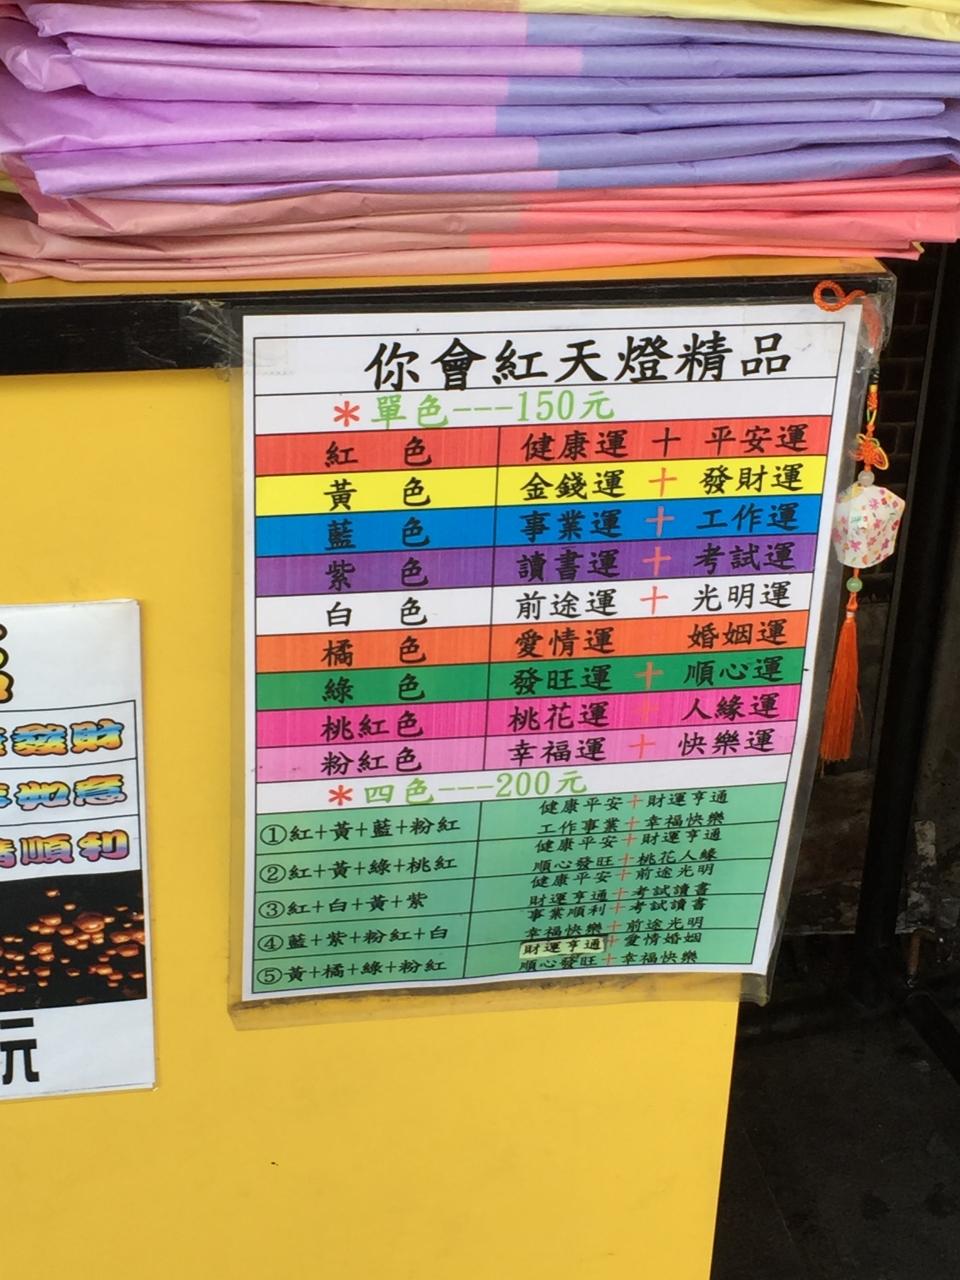 你會紅天燈精品
*單色---150元
紅色 健康運+平安運
黃色 金錢運+發財運
藍色 事業運+工作運
紫色 讀書運+考試運
白色 前途運+光明運
橘色 愛情運 婚姻運
綠色 發旺運+順心運
桃紅色 桃花運+人緣運
粉紅色 幸福運+快樂運
*四色---200元
①紅+黃+藍+粉紅 健康平安+財運亨通
工作事業+幸福快樂
②紅+黃+綠+桃紅 健康平安+財運亨通
順心發旺+桃花人緣
③紅+白+黃+紫 健康平安+前途光明
財運亨通+考試讀書
④藍+紫+粉紅+白 事業順利+考試讀書
幸福快樂+前途光明
⑤黃+橘+綠+粉紅 財運亨通+愛情婚姻
順心發旺+幸福快樂
發財
如意
順利
元